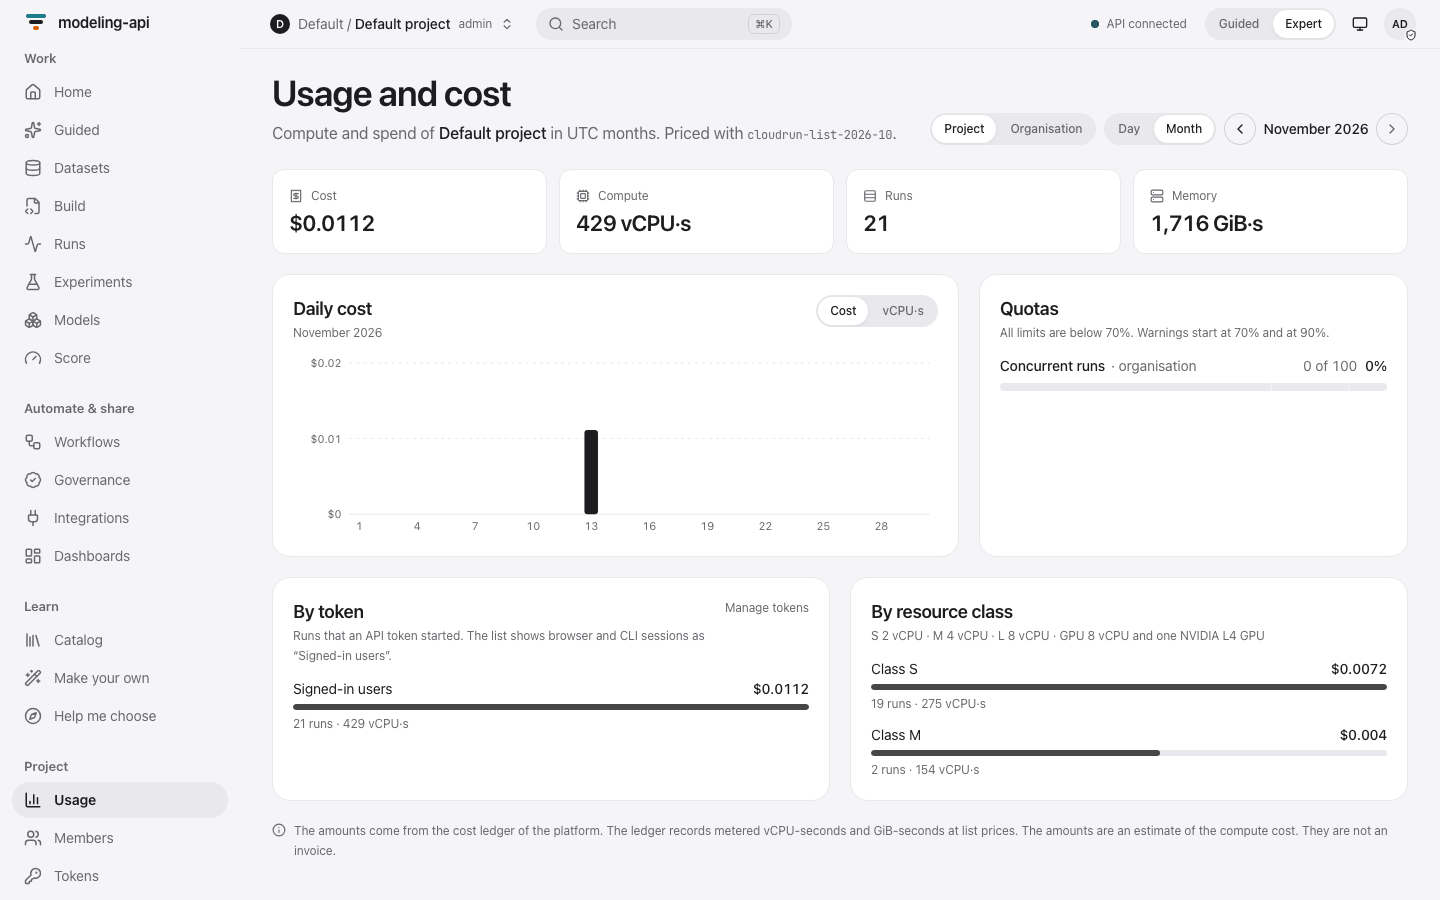 modeling-api
Default / Default project admin
Search
⌘K
API connected
Guided
Expert
AD
Work
Home
Guided
Datasets
Build
Runs
Experiments
Models
Score
Automate & share
Workflows
Governance
Integrations
Dashboards
Learn
Catalog
Make your own
Help me choose
Project
Usage
Members
Tokens
Usage and cost
Compute and spend of Default project in UTC months. Priced with cloudrun-list-2026-10.
Project
Organisation
Day
Month
November 2026
Cost
$0.0112
Compute
429 vCPU·s
Runs
21
Memory
1,716 GiB·s
Daily cost
November 2026
Cost
vCPU·s
$0.02
$0.01
$0
1 4 7 10 13 16 19 22 25 28
Quotas
All limits are below 70%. Warnings start at 70% and at 90%.
Concurrent runs · organisation 0 of 100 0%
By token
Manage tokens
Runs that an API token started. The list shows browser and CLI sessions as
“Signed-in users”.
Signed-in users $0.0112
21 runs · 429 vCPU·s
By resource class
S 2 vCPU · M 4 vCPU · L 8 vCPU · GPU 8 vCPU and one NVIDIA L4 GPU
Class S $0.0072
19 runs · 275 vCPU·s
Class M $0.004
2 runs · 154 vCPU·s
The amounts come from the cost ledger of the platform. The ledger records metered vCPU-seconds and GiB-seconds at list prices. The amounts are an estimate of the compute cost. They are not an
invoice.